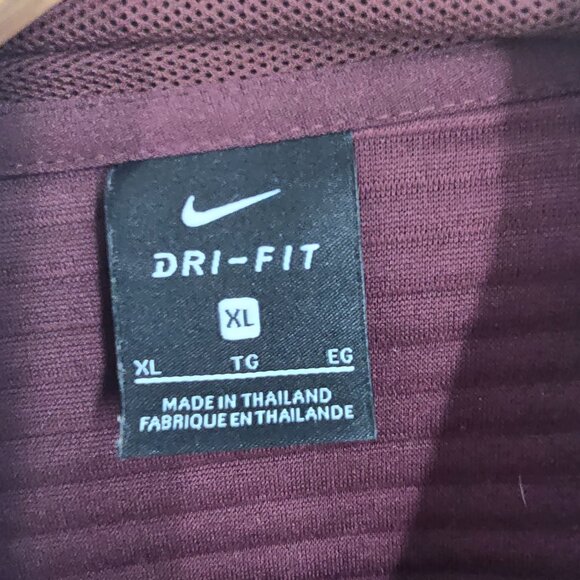 DRI-FIT
XL
XL TG EG
MADE IN THAILAND
FABRIQUE EN THAILANDE